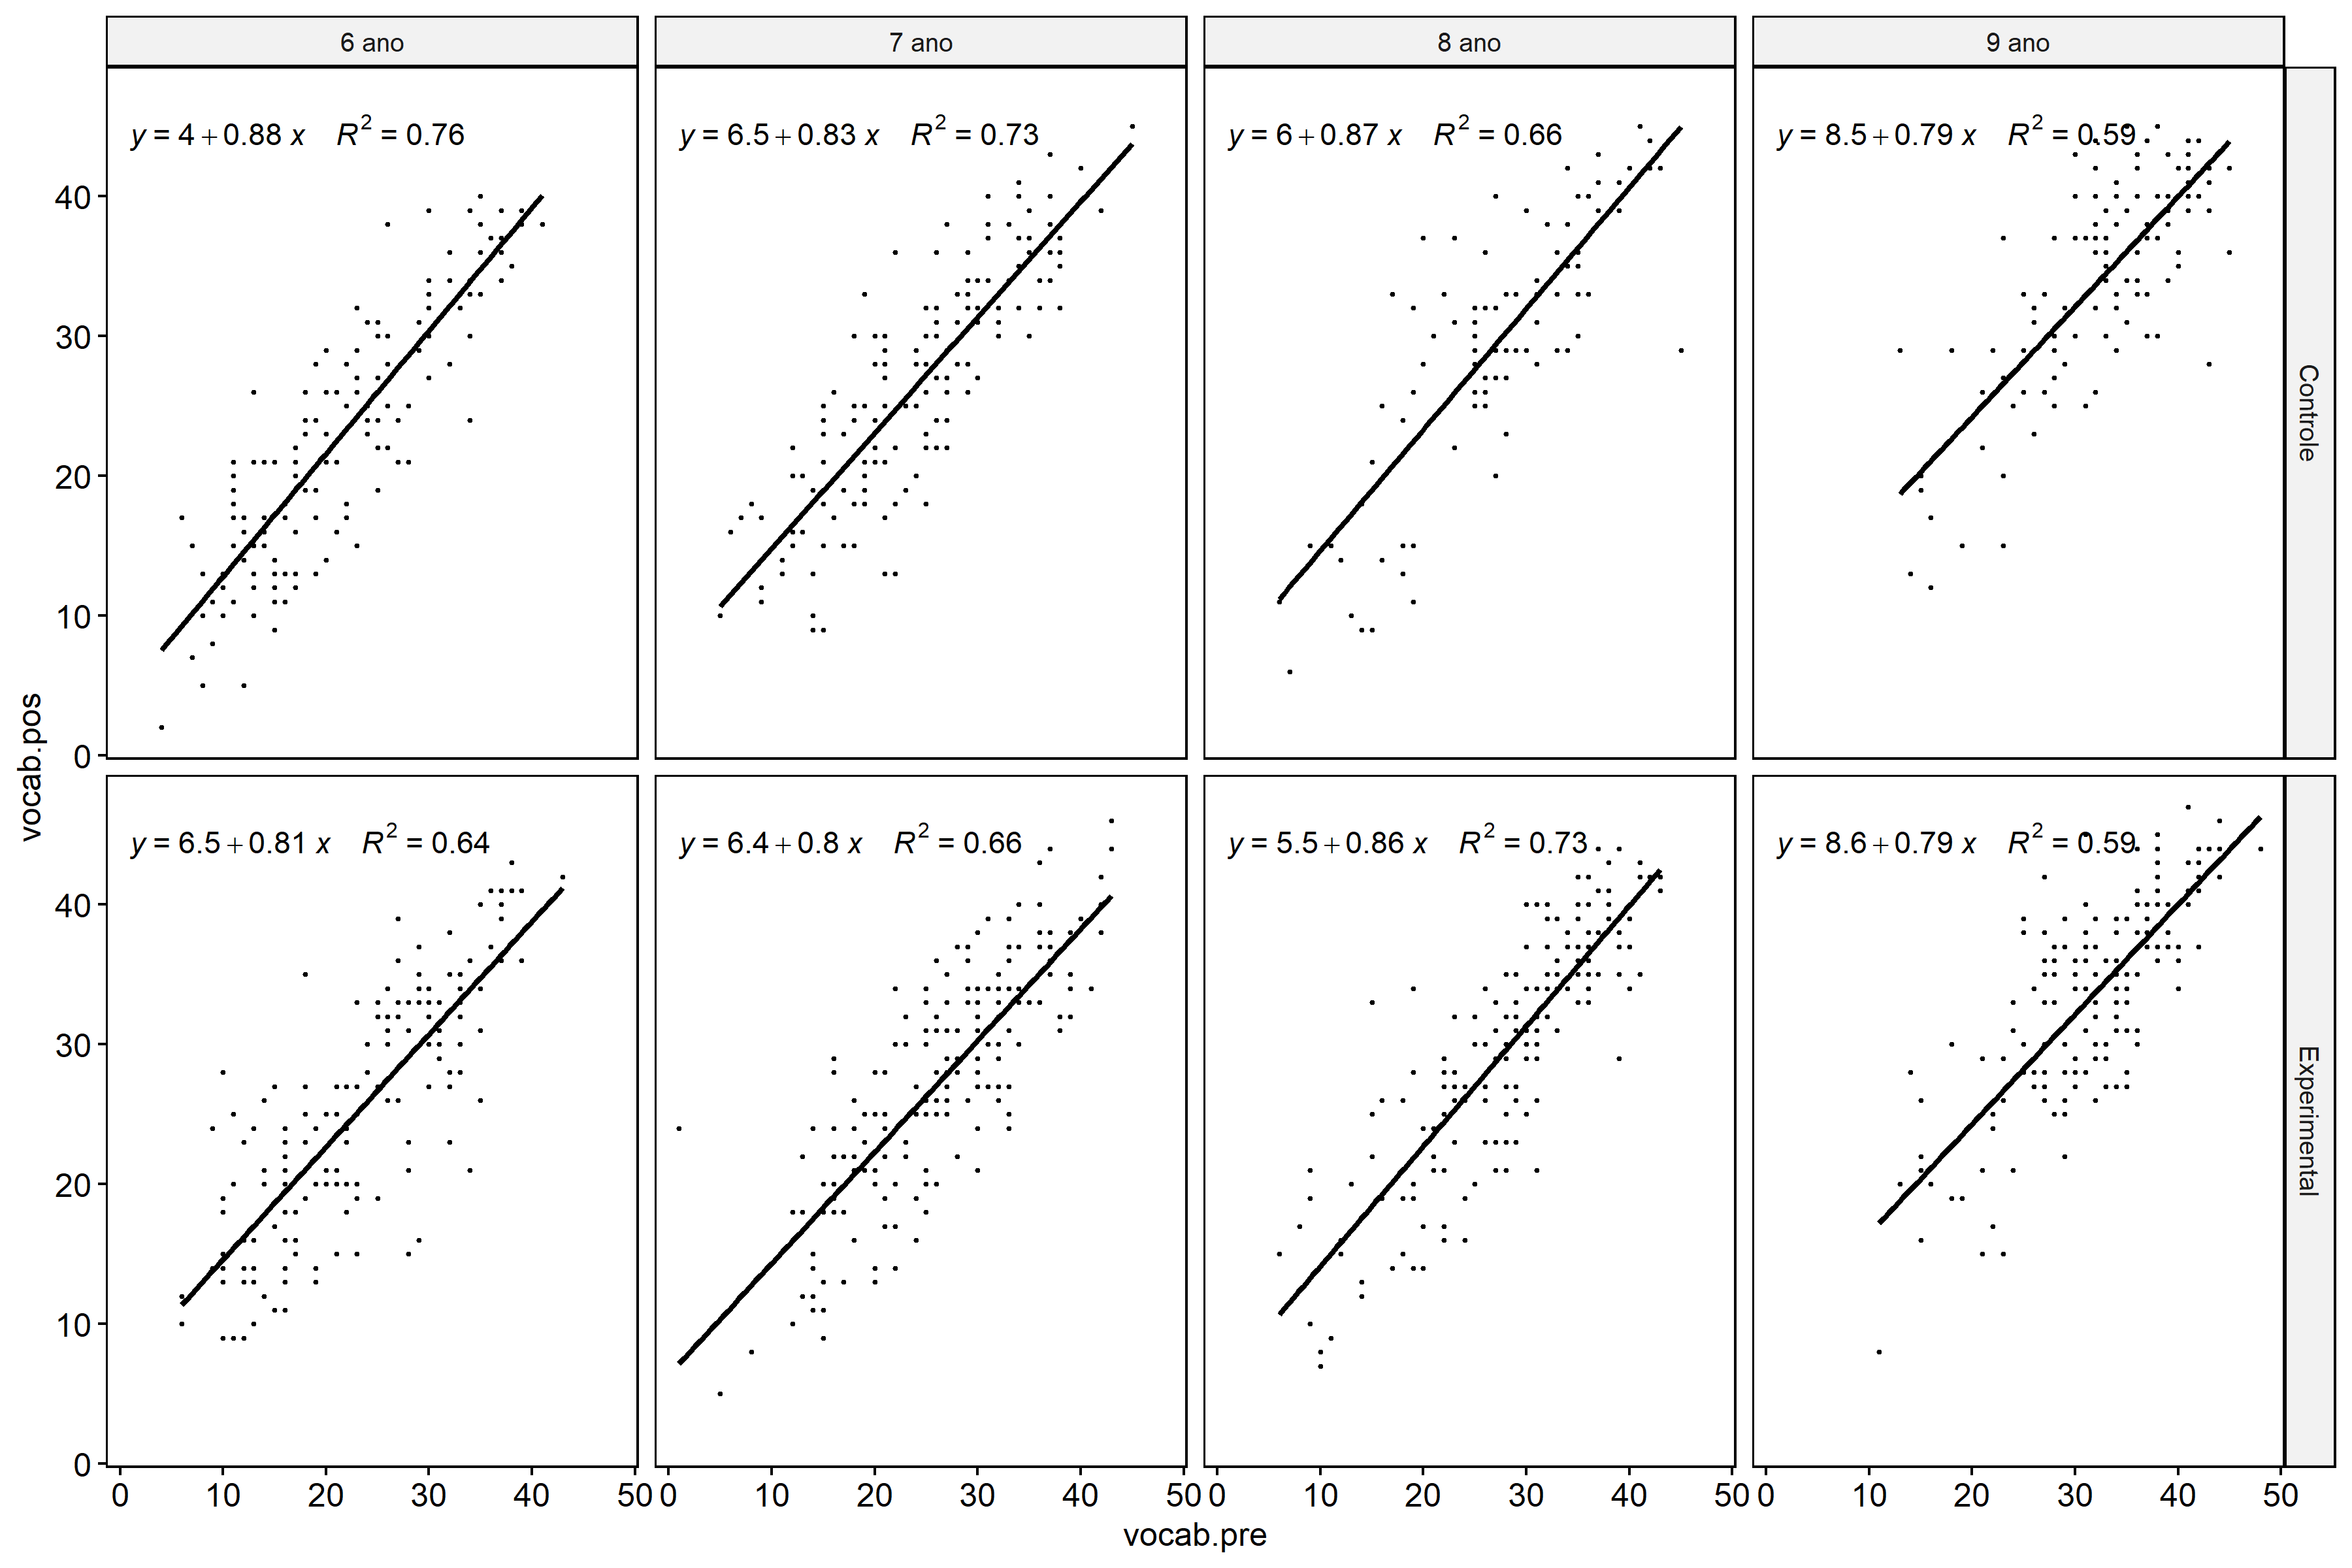 6 ano
7 ano
8 ano
9 ano
y = 4 + 0.88 x R² = 0.76
y = 6.5 + 0.83 x R² = 0.73
y = 6 + 0.87 x R² = 0.66
y = 8.5 + 0.79 x R² = 0.59
Controle
40
30
20
10
0
vocab.pos
y = 6.5 + 0.81 x R² = 0.64
y = 6.4 + 0.8 x R² = 0.66
y = 5.5 + 0.86 x R² = 0.73
y = 8.6 + 0.79 x R² = 0.59
Experimental
40
30
20
10
0
0 10 20 30 40 50 0 10 20 30 40 50 0 10 20 30 40 50 0 10 20 30 40 50
vocab.pre